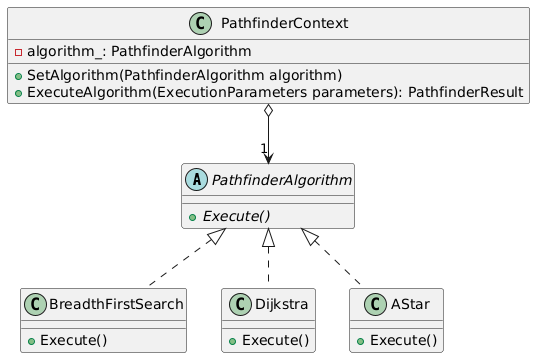 C PathfinderContext
algorithm_: PathfinderAlgorithm
SetAlgorithm(PathfinderAlgorithm algorithm)
ExecuteAlgorithm(ExecutionParameters parameters): PathfinderResult
1
A PathfinderAlgorithm
Execute()
C BreadthFirstSearch
Execute()
C Dijkstra
Execute()
C AStar
Execute()